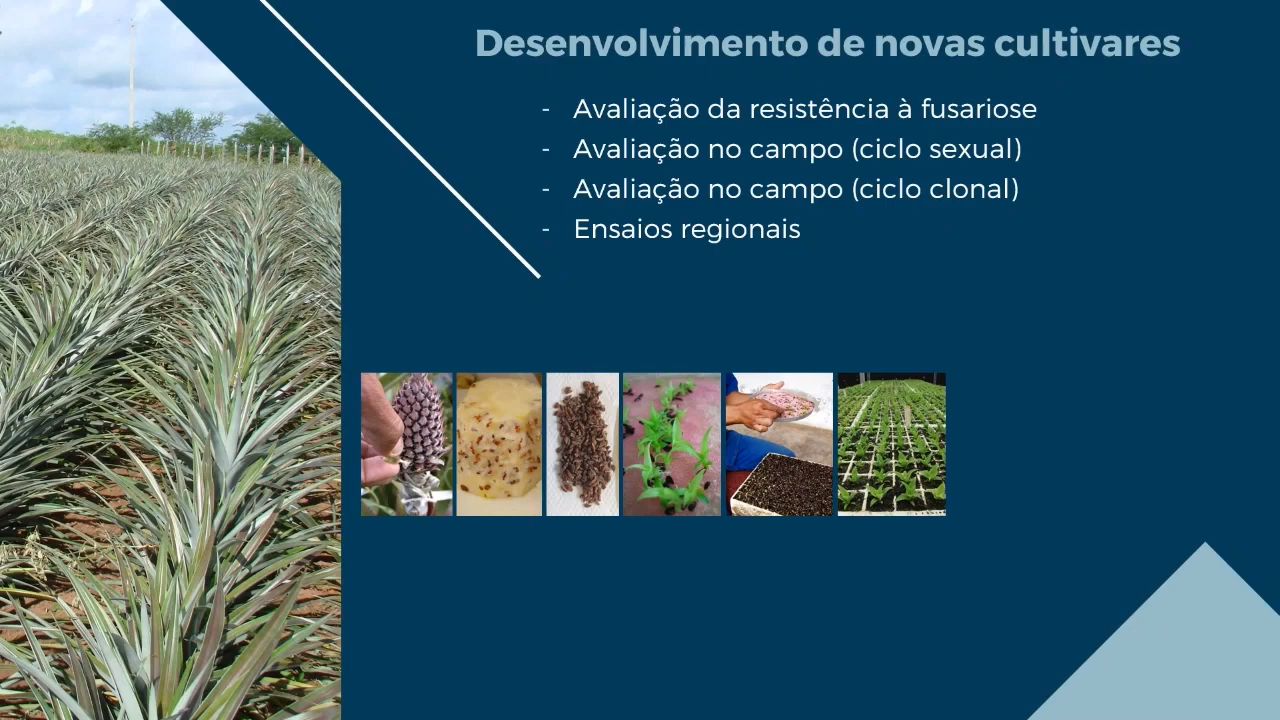 Desenvolvimento de novas cultivares
- Avaliação da resistência à fusariose
- Avaliação no campo (ciclo sexual)
- Avaliação no campo (ciclo clonal)
- Ensaios regionais